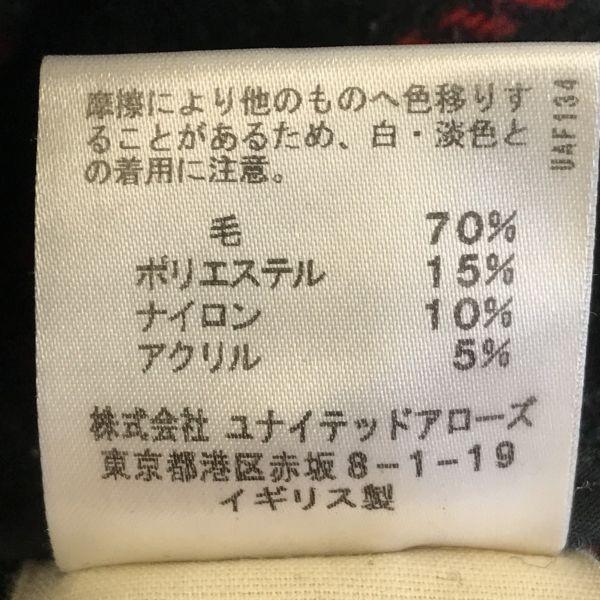 摩擦により他のものへ色移りす
ることがあるため、白・淡色と
の着用に注意。
毛 70%
ポリエステル 15%
ナイロン 10%
アクリル 5%
株式会社 ユナイテッドアローズ
東京都港区赤坂8-1-19
イギリス製
UAF134